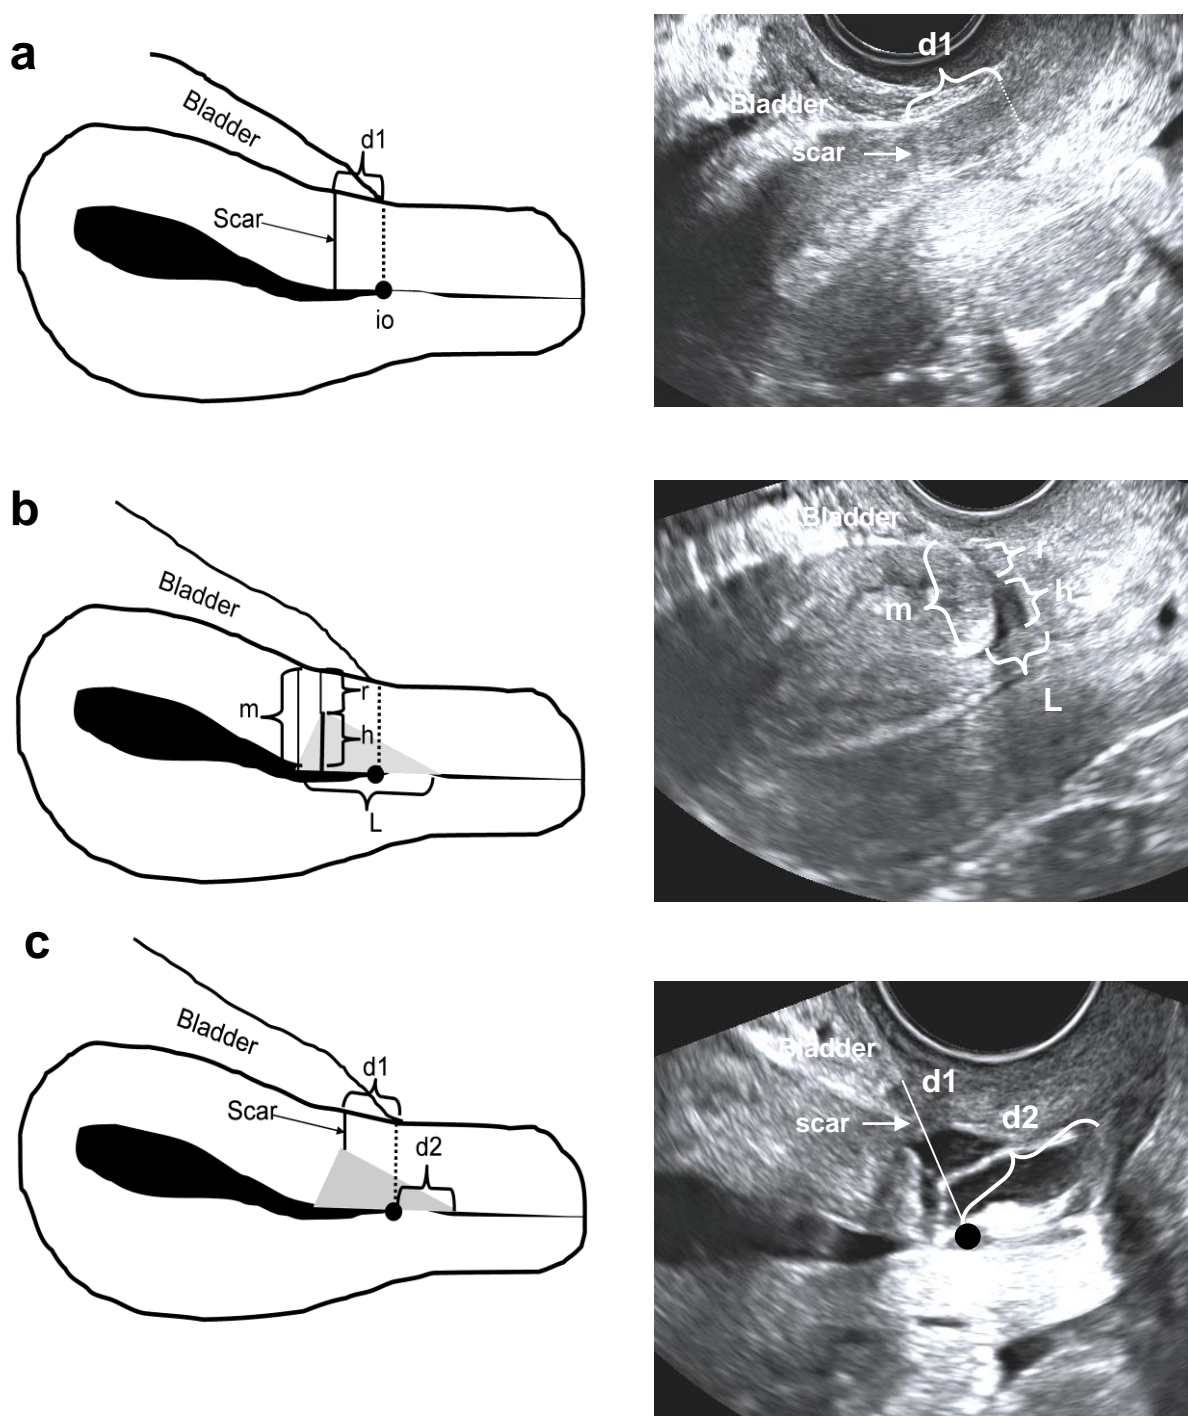 a
Bladder
d1
Scar
io
d1
Bladder
scar
b
Bladder
m
r
h
L
Bladder
r
h
m
L
c
Bladder
d1
Scar
d2
Bladder
d1
scar
d2